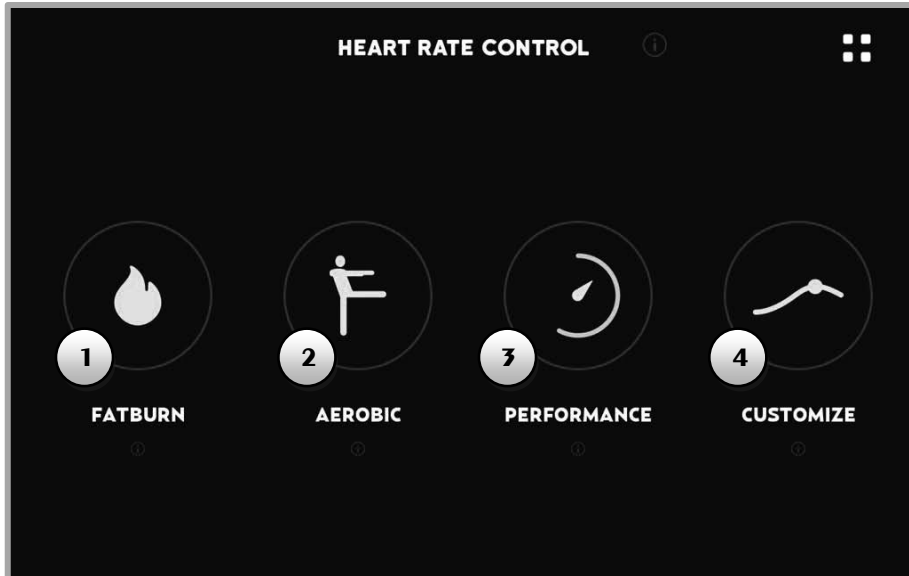 HEART RATE CONTROL
1 2 3 4
FATBURN AEROBIC PERFORMANCE CUSTOMIZE